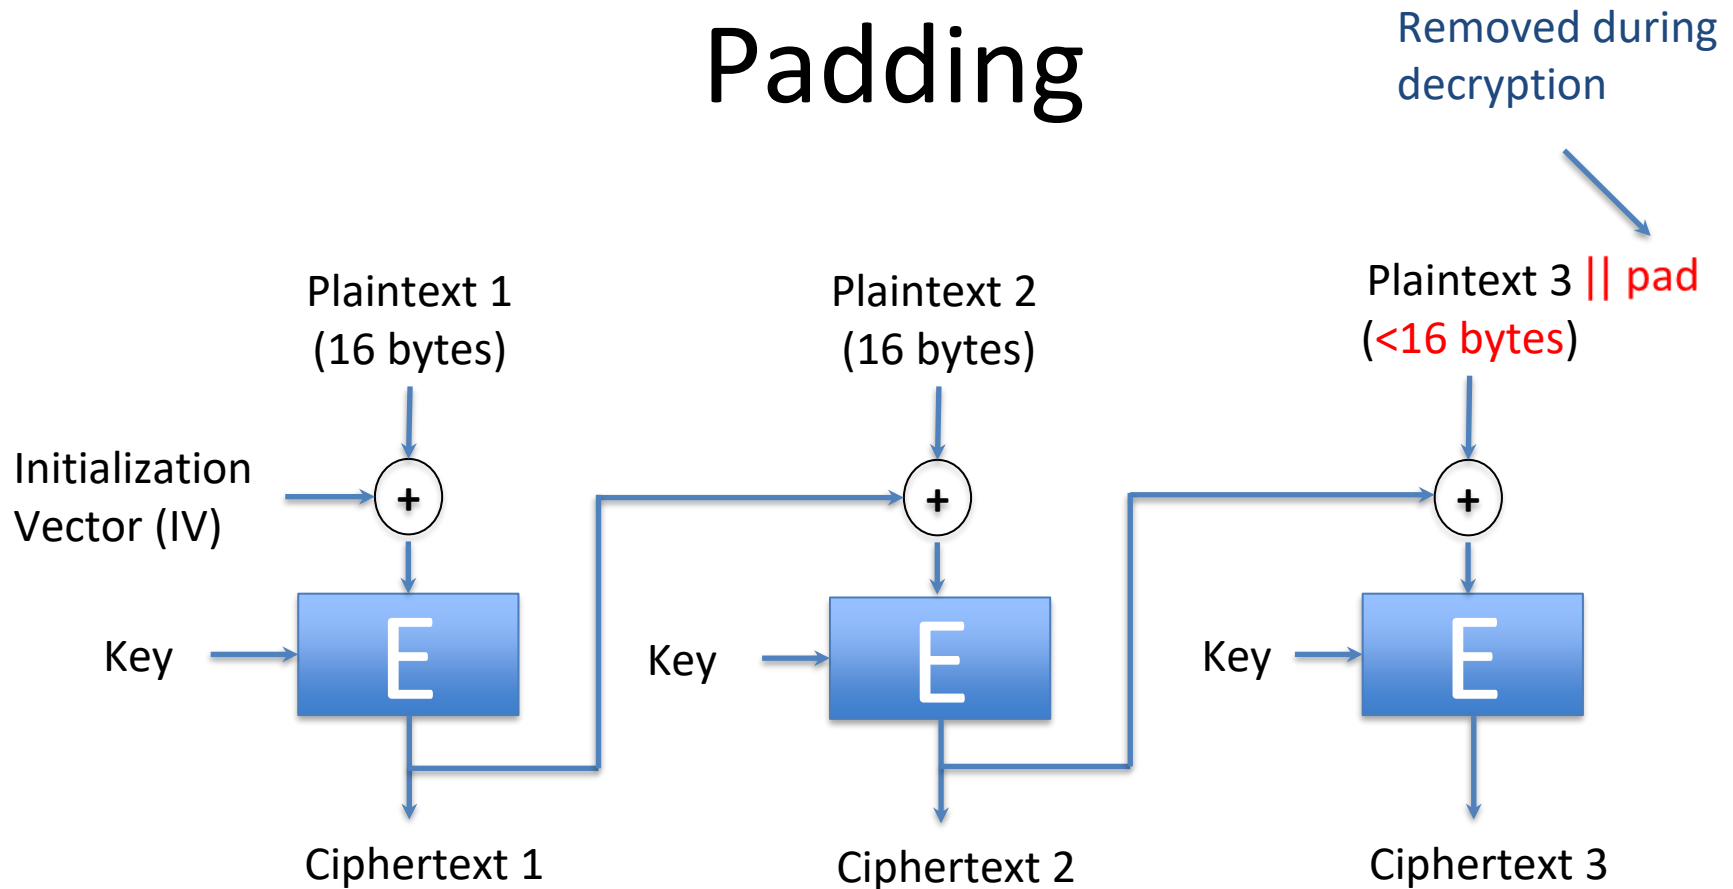 Padding
Removed during
decryption
Plaintext 1
(16 bytes)
Plaintext 2
(16 bytes)
Plaintext 3 || pad
(<16 bytes)
Initialization
Vector (IV)
+
+
+
Key
E
Key
E
Key
E
Ciphertext 1
Ciphertext 2
Ciphertext 3